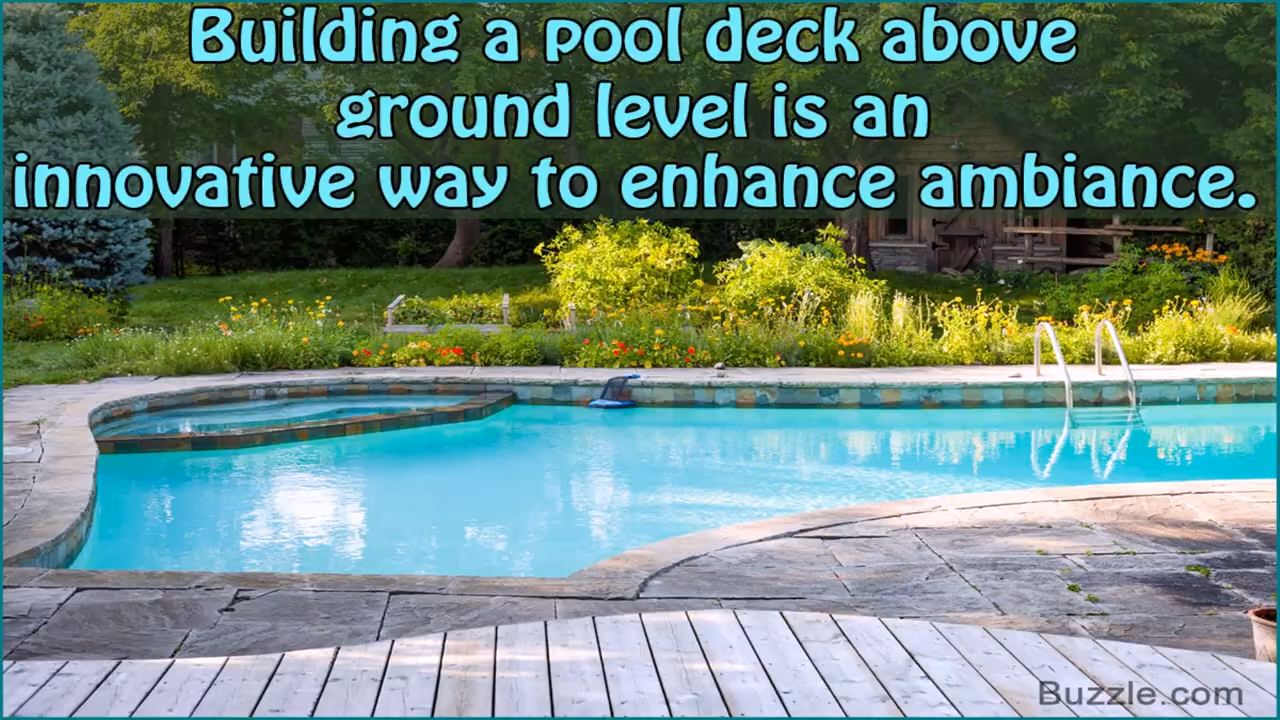 Building a pool deck above
ground level is an
innovative way to enhance ambiance.
Buzzle.com